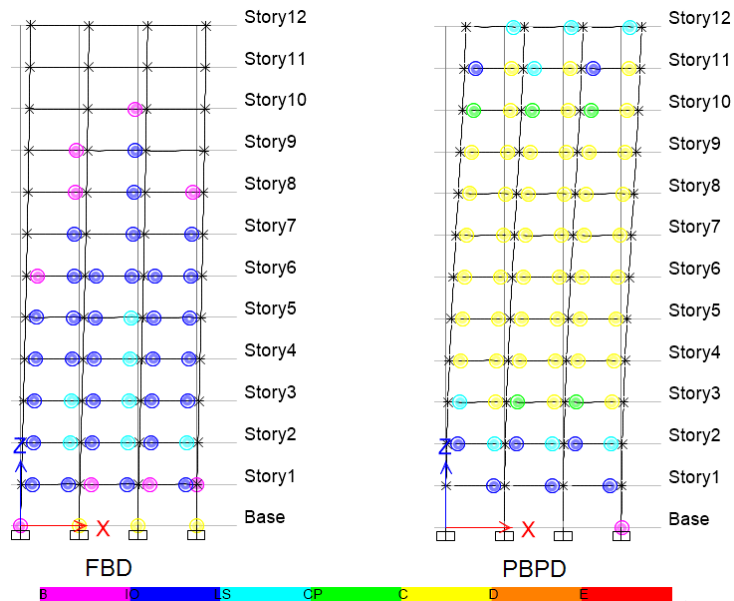 Story12
Story11
Story10
Story9
Story8
Story7
Story6
Story5
Story4
Story3
Story2
Z
Story1
Base
X
FBD
Story12
Story11
Story10
Story9
Story8
Story7
Story6
Story5
Story4
Story3
Story2
Z
Story1
Base
X
PBPD
B IO LS CP C D E